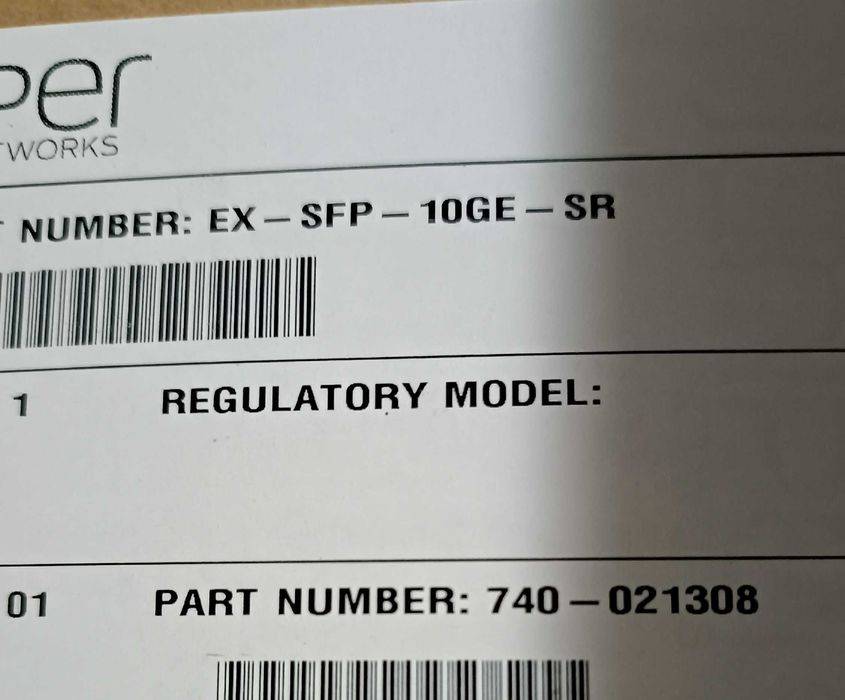 per
TWORKS
NUMBER: EX-SFP-10GE-SR
1 REGULATORY MODEL:
01 PART NUMBER: 740-021308